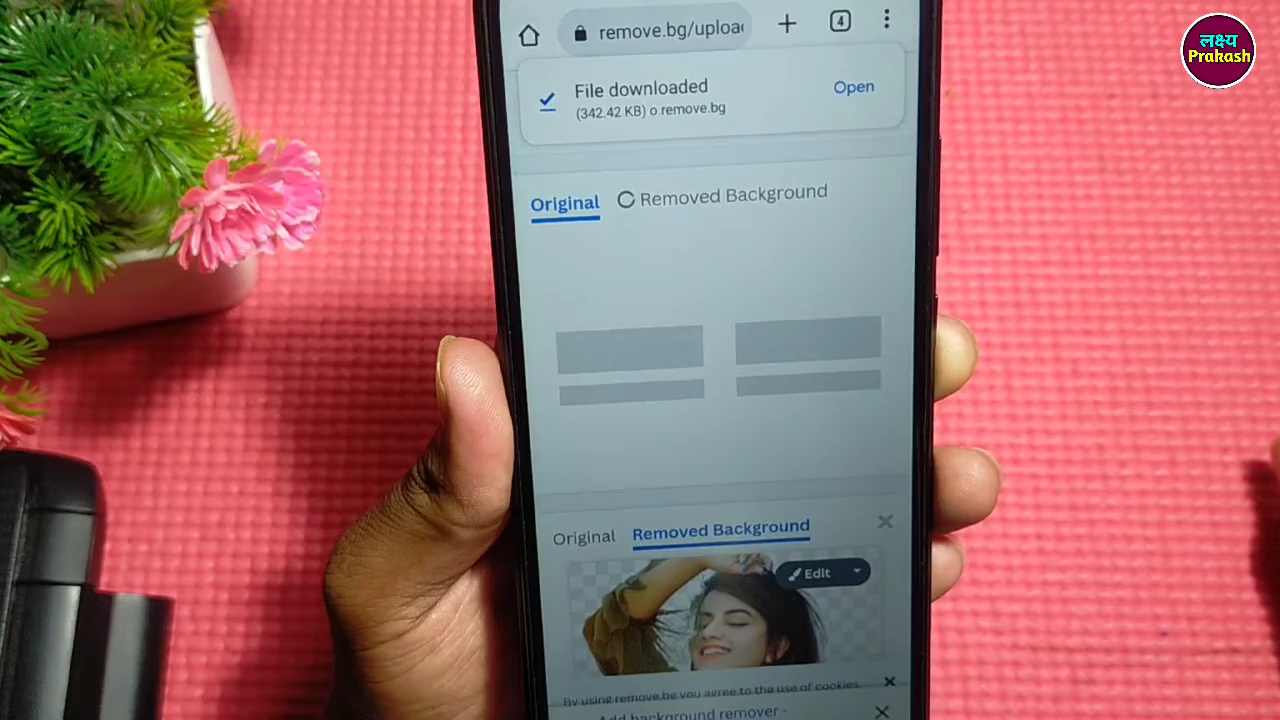 लक्ष्य
Prakash
remove.bg/uploa
4
File downloaded
(342.42 KB) o.remove.bg
Open
Original
Removed Background
Original
Removed Background
Edit
By using remove.bg you agree to the use of cookies.
Add background remover -